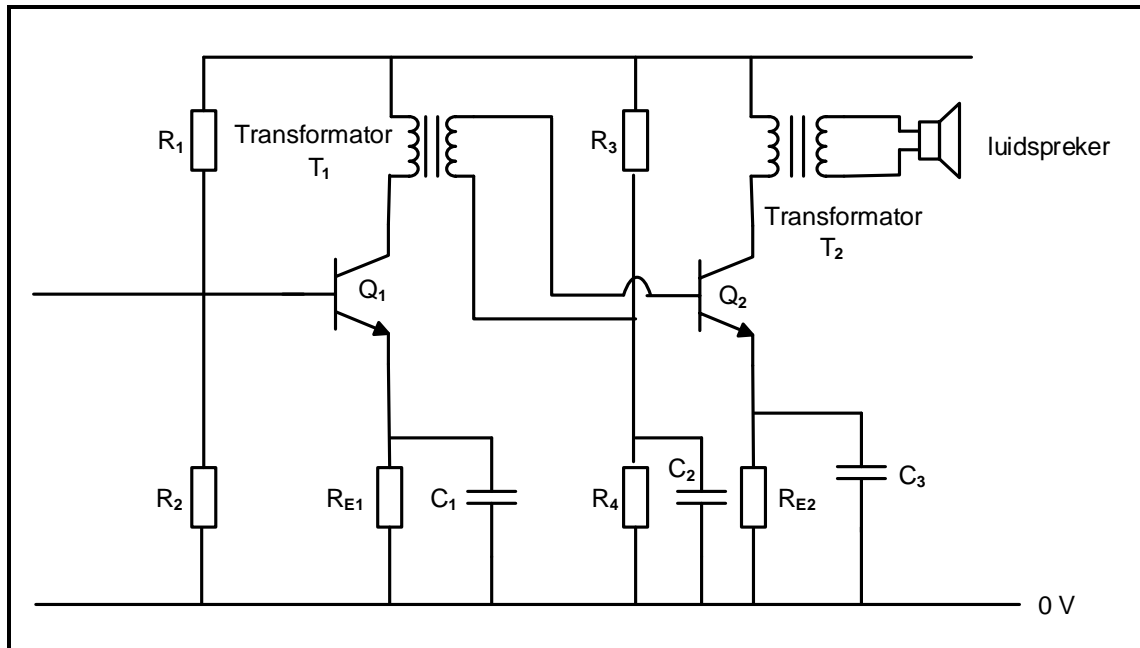 R1
Transformator
T1
R3
luidspreker
Transformator
T2
Q1
Q2
R2
RE1
C1
R4
C2
RE2
C3
0 V